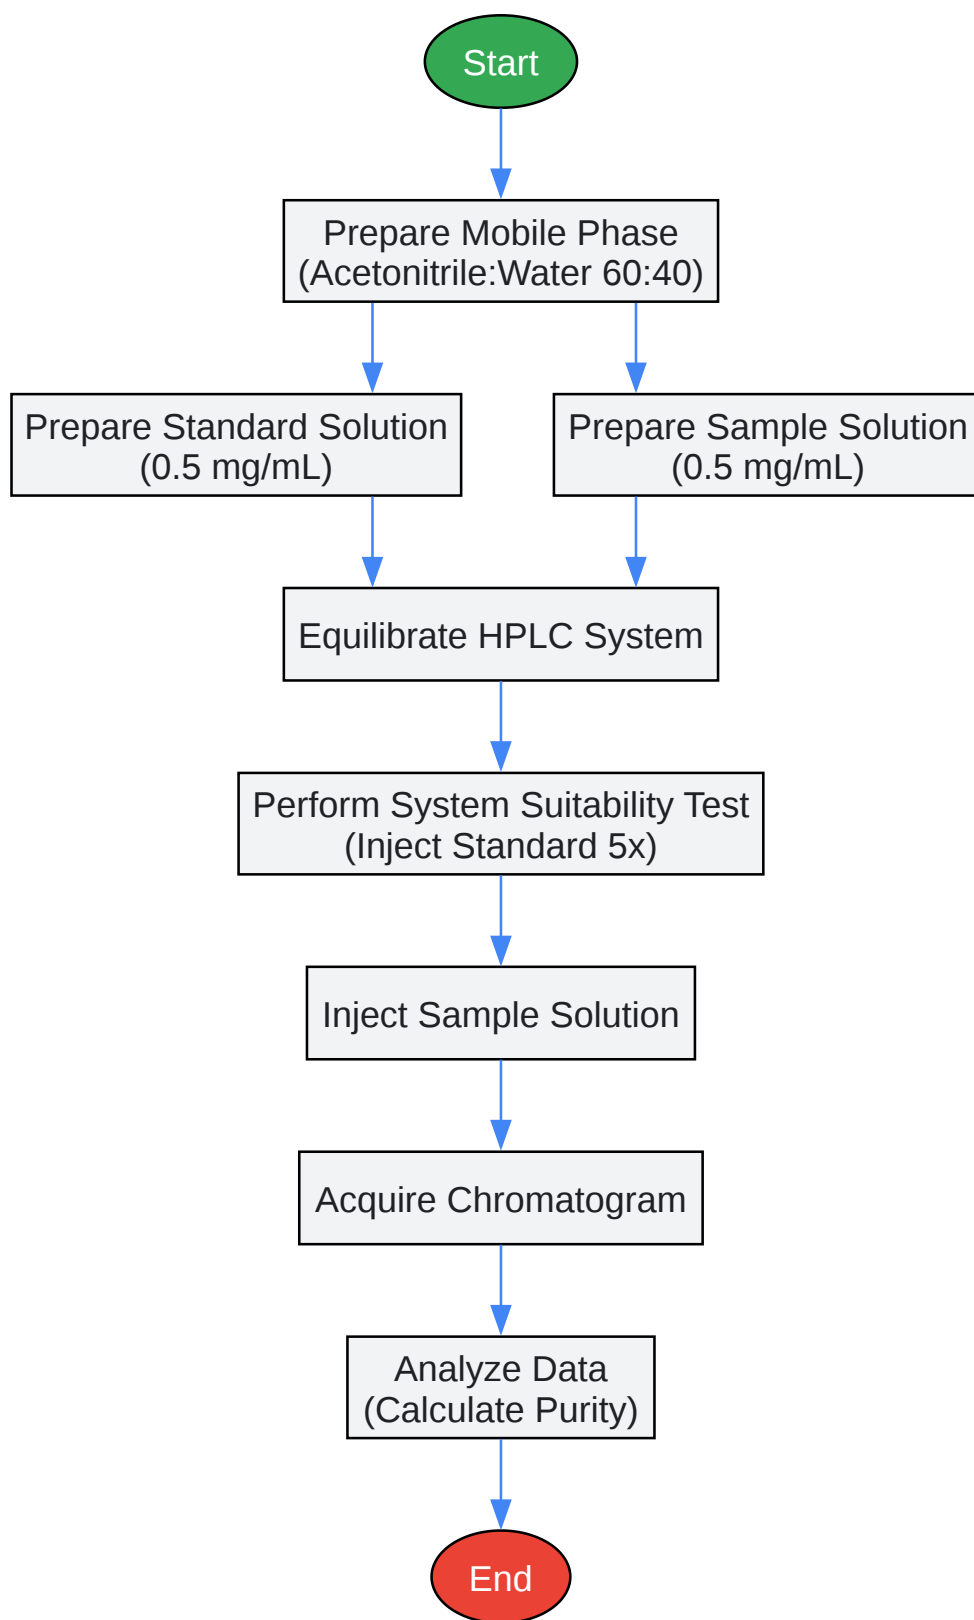 Start
Prepare Mobile Phase
(Acetonitrile:Water 60:40)
Prepare Standard Solution
(0.5 mg/mL)
Prepare Sample Solution
(0.5 mg/mL)
Equilibrate HPLC System
Perform System Suitability Test
(Inject Standard 5x)
Inject Sample Solution
Acquire Chromatogram
Analyze Data
(Calculate Purity)
End